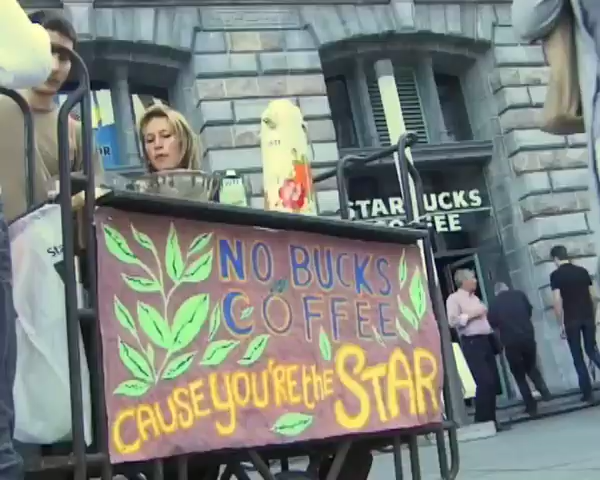 STARBUCKS
COFFEE
NO BUCKS
COFFEE
CAUSE YOU'RE the STAR